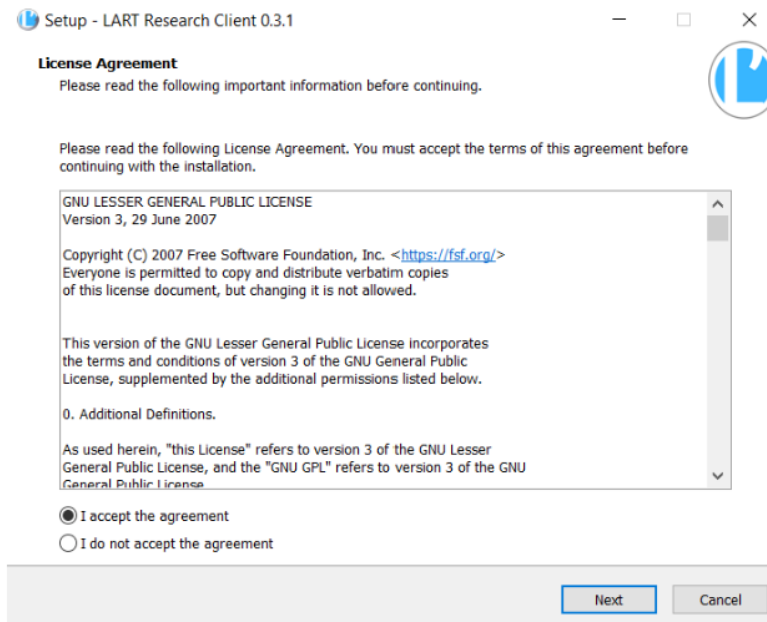 Setup - LART Research Client 0.3.1
License Agreement
Please read the following important information before continuing.
Please read the following License Agreement. You must accept the terms of this agreement before
continuing with the installation.
GNU LESSER GENERAL PUBLIC LICENSE
Version 3, 29 June 2007
Copyright (C) 2007 Free Software Foundation, Inc. <https://fsf.org/>
Everyone is permitted to copy and distribute verbatim copies
of this license document, but changing it is not allowed.
This version of the GNU Lesser General Public License incorporates
the terms and conditions of version 3 of the GNU General Public
License, supplemented by the additional permissions listed below.
0. Additional Definitions.
As used herein, "this License" refers to version 3 of the GNU Lesser
General Public License, and the "GNU GPL" refers to version 3 of the GNU
General Public License
I accept the agreement
I do not accept the agreement
Next
Cancel